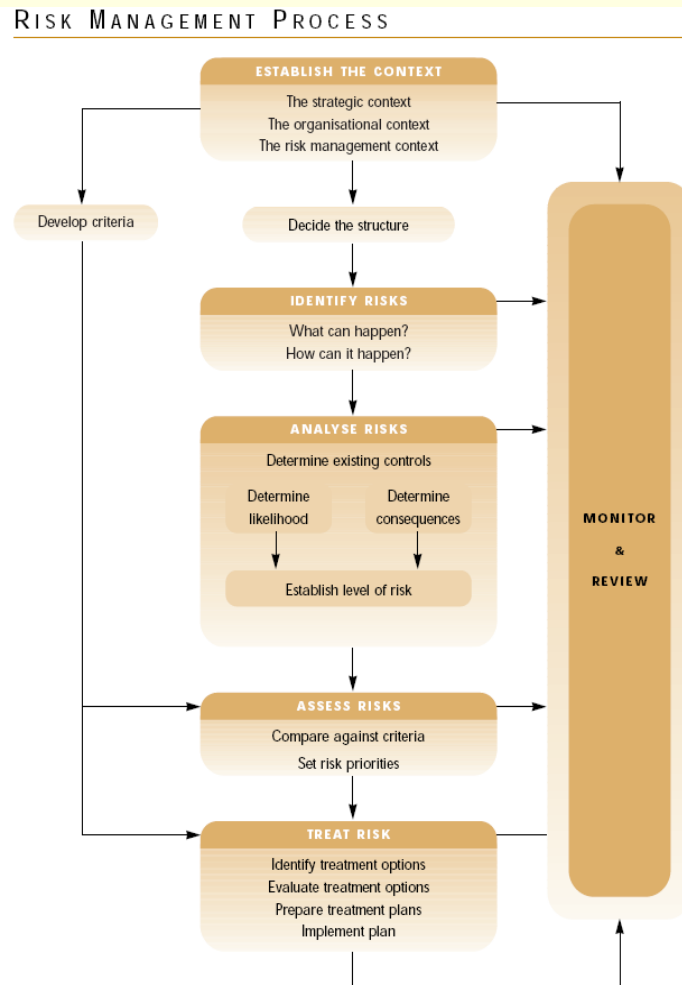 RISK MANAGEMENT PROCESS
ESTABLISH THE CONTEXT
The strategic context
The organisational context
The risk management context
Develop criteria
Decide the structure
IDENTIFY RISKS
What can happen?
How can it happen?
ANALYSE RISKS
Determine existing controls
Determine
likelihood
Determine
consequences
Establish level of risk
MONITOR
&
REVIEW
ASSESS RISKS
Compare against criteria
Set risk priorities
TREAT RISK
Identify treatment options
Evaluate treatment options
Prepare treatment plans
Implement plan